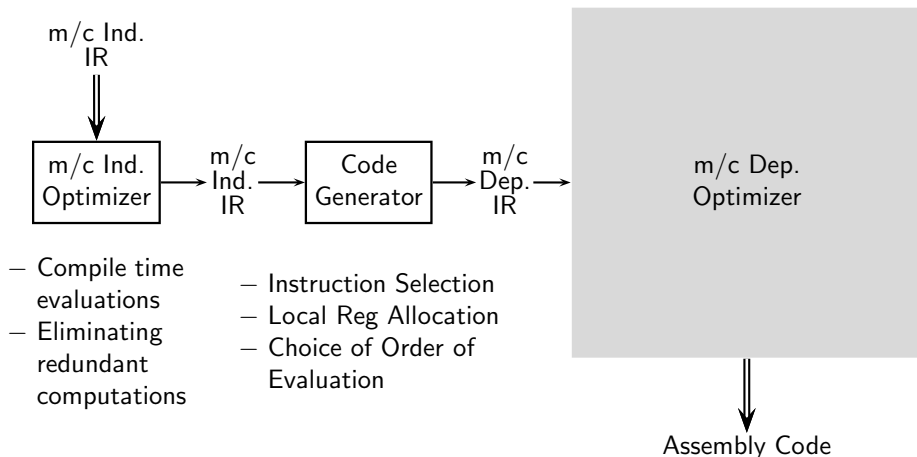 m/c Ind.
IR
m/c Ind.
Optimizer
m/c
Ind.
IR
Code
Generator
m/c
Dep.
IR
m/c Dep.
Optimizer
– Compile time
evaluations
– Eliminating
redundant
computations
– Instruction Selection
– Local Reg Allocation
– Choice of Order of
Evaluation
Assembly Code